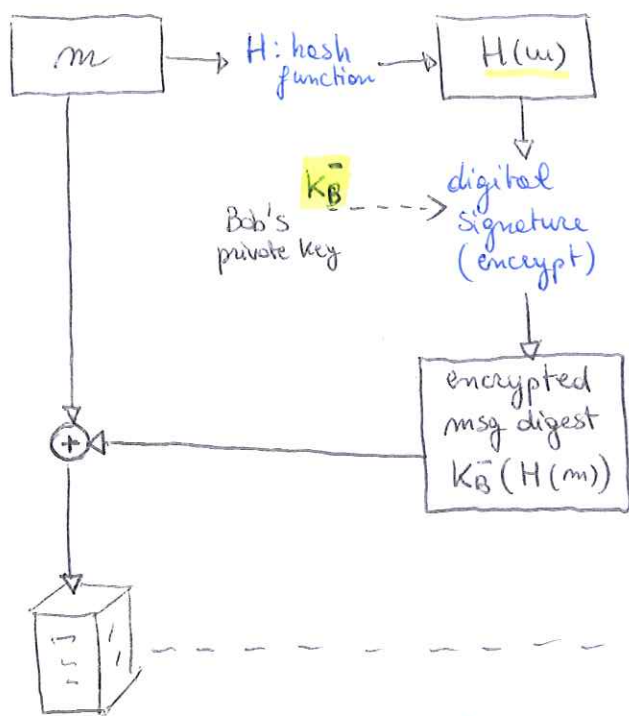 m
H: hash
function
H(m)
K_B^-
Bob's
private key
digital
signature
(encrypt)
+
encrypted
msg digest
K_B^-(H(m))